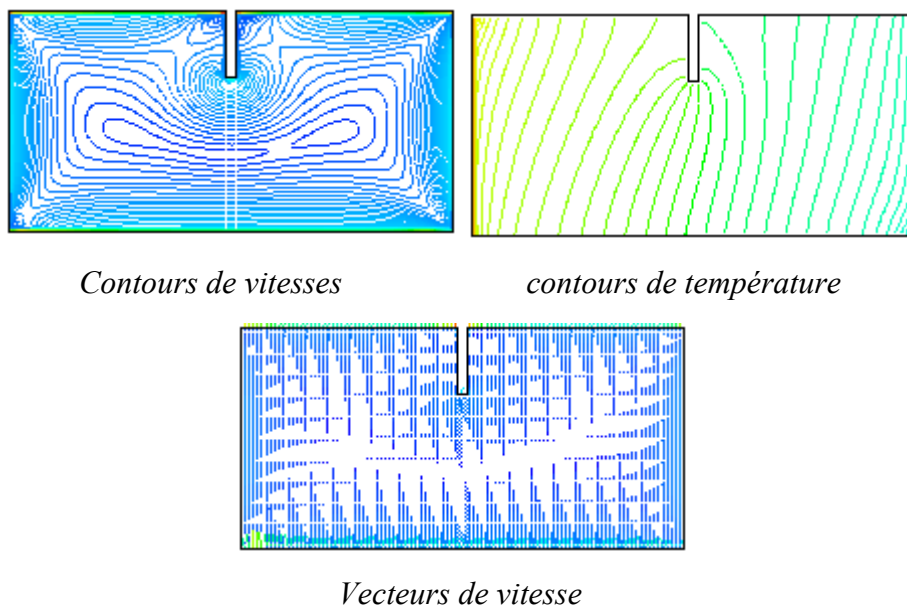 Contours de vitesses
contours de température
Vecteurs de vitesse